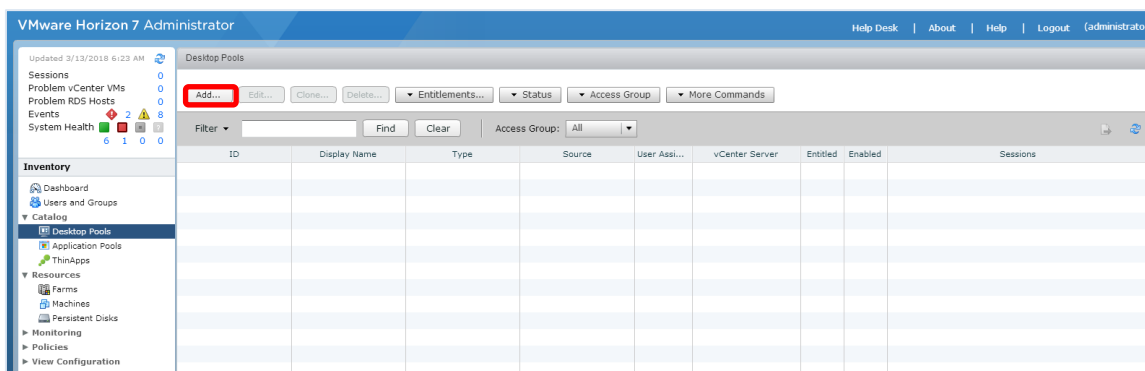 VMware Horizon 7 Administrator
Help Desk | About | Help | Logout (administrato
Updated 3/13/2018 6:23 AM
Sessions 0
Problem vCenter VMs 0
Problem RDS Hosts 0
Events 2 8
System Health
6 1 0 0
Inventory
Dashboard
Users and Groups
Catalog
Desktop Pools
Application Pools
ThinApps
Resources
Farms
Machines
Persistent Disks
Monitoring
Policies
View Configuration
Desktop Pools
Add... Edit... Clone... Delete... Entitlements... Status Access Group More Commands
Filter Find Clear Access Group: All
ID Display Name Type Source User Assi... vCenter Server Entitled Enabled Sessions